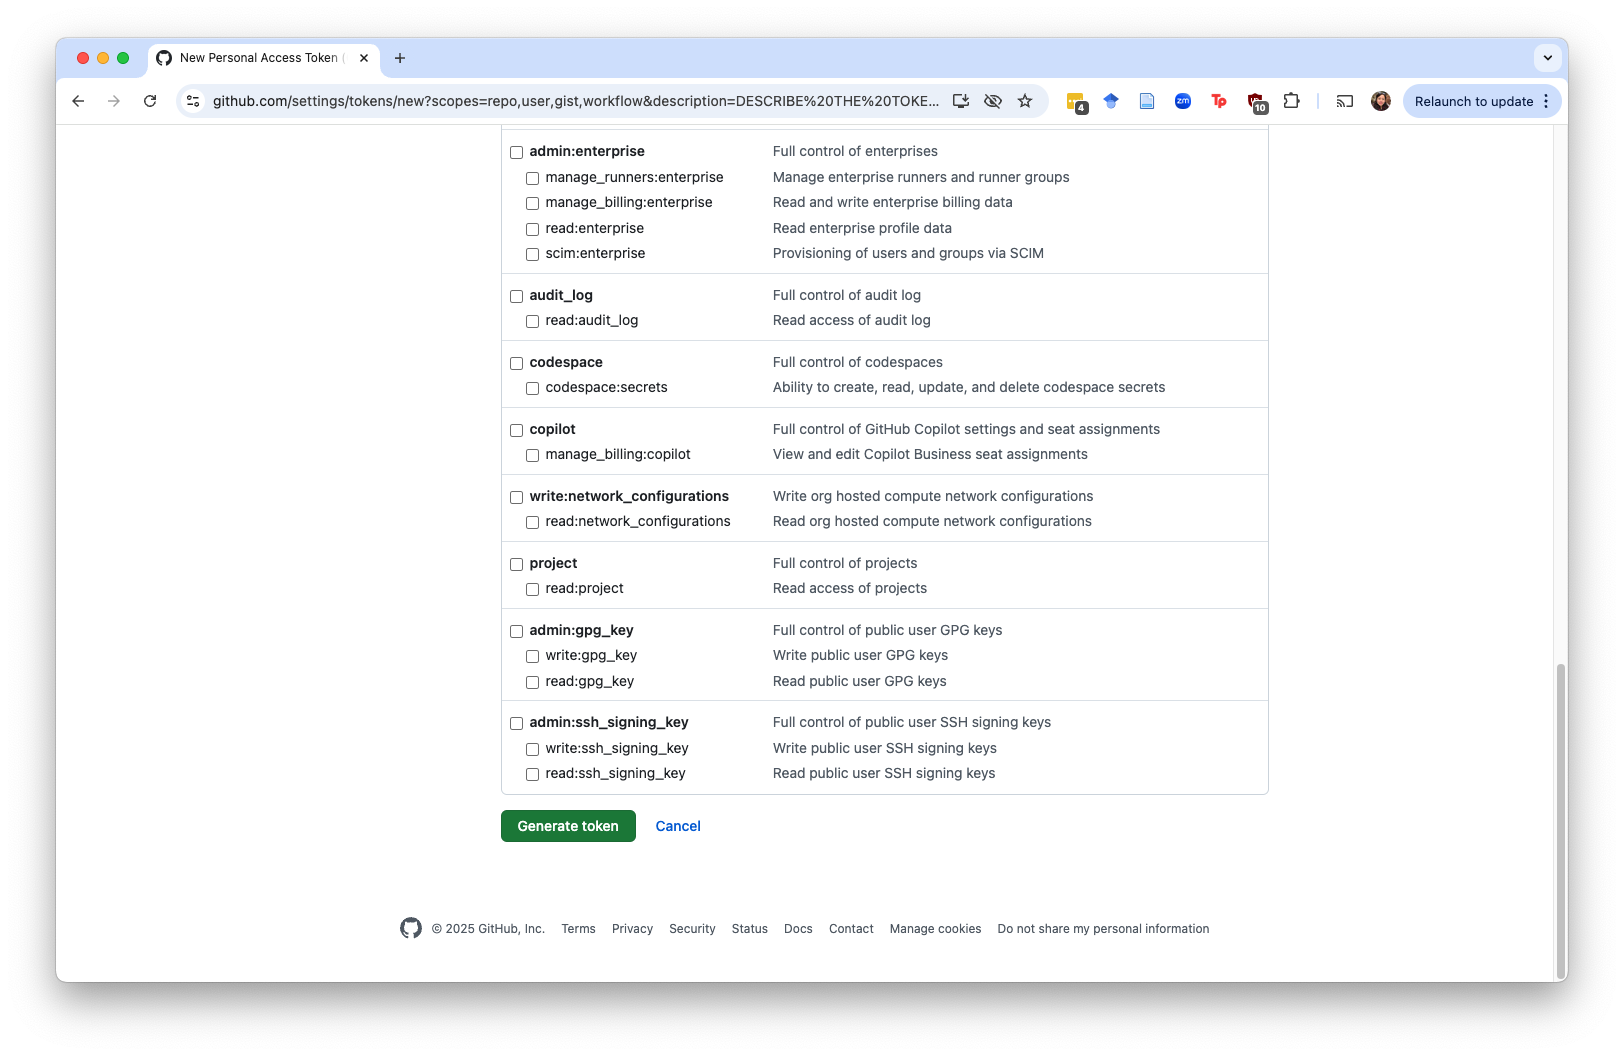 New Personal Access Token (
github.com/settings/tokens/new?scopes=repo,user,gist,workflow&description=DESCRIBE%20THE%20TOKE...
4
zm
Tp
10
Relaunch to update
admin:enterprise Full control of enterprises
manage_runners:enterprise Manage enterprise runners and runner groups
manage_billing:enterprise Read and write enterprise billing data
read:enterprise Read enterprise profile data
scim:enterprise Provisioning of users and groups via SCIM
audit_log Full control of audit log
read:audit_log Read access of audit log
codespace Full control of codespaces
codespace:secrets Ability to create, read, update, and delete codespace secrets
copilot Full control of GitHub Copilot settings and seat assignments
manage_billing:copilot View and edit Copilot Business seat assignments
write:network_configurations Write org hosted compute network configurations
read:network_configurations Read org hosted compute network configurations
project Full control of projects
read:project Read access of projects
admin:gpg_key Full control of public user GPG keys
write:gpg_key Write public user GPG keys
read:gpg_key Read public user GPG keys
admin:ssh_signing_key Full control of public user SSH signing keys
write:ssh_signing_key Write public user SSH signing keys
read:ssh_signing_key Read public user SSH signing keys
Generate token Cancel
© 2025 GitHub, Inc. Terms Privacy Security Status Docs Contact Manage cookies Do not share my personal information